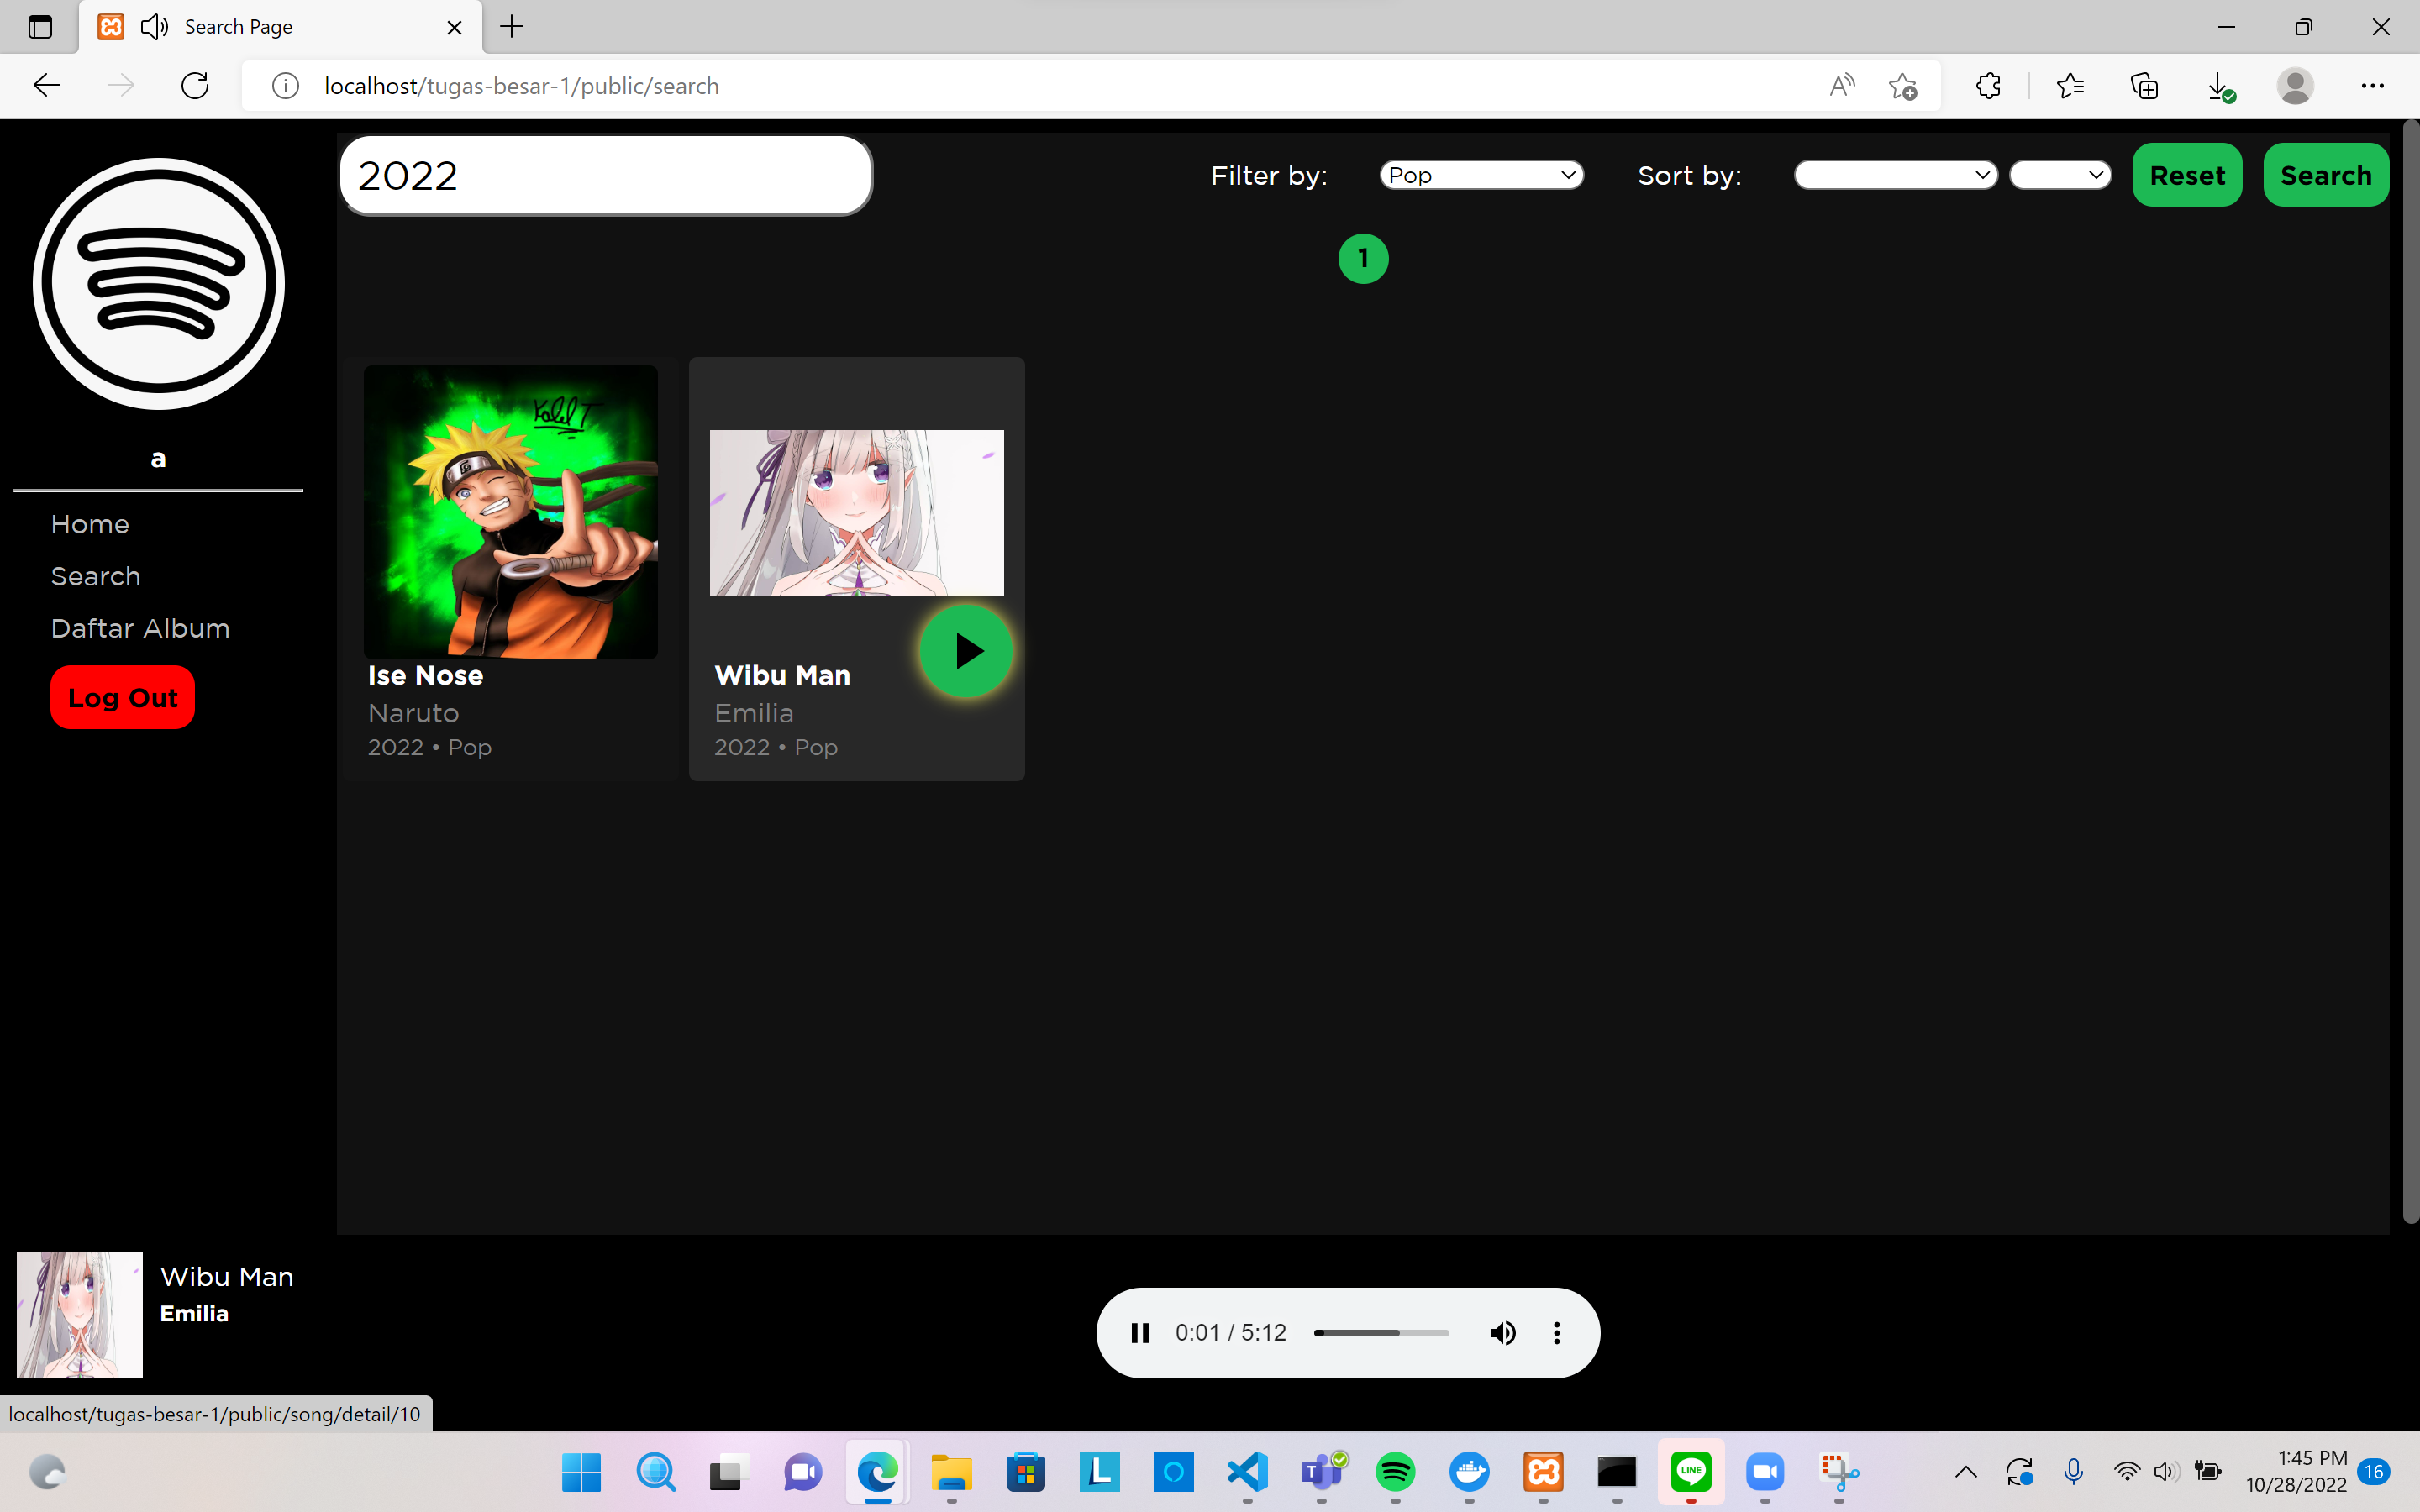 Search Page
localhost/tugas-besar-1/public/search
2022
Filter by:
Pop
Sort by:
Reset
Search
1
a
Home
Search
Daftar Album
Log Out
Ise Nose
Naruto
2022 • Pop
Wibu Man
Emilia
2022 • Pop
Wibu Man
Emilia
0:01 / 5:12
localhost/tugas-besar-1/public/song/detail/10
L
T
LINE
1:45 PM
10/28/2022
16